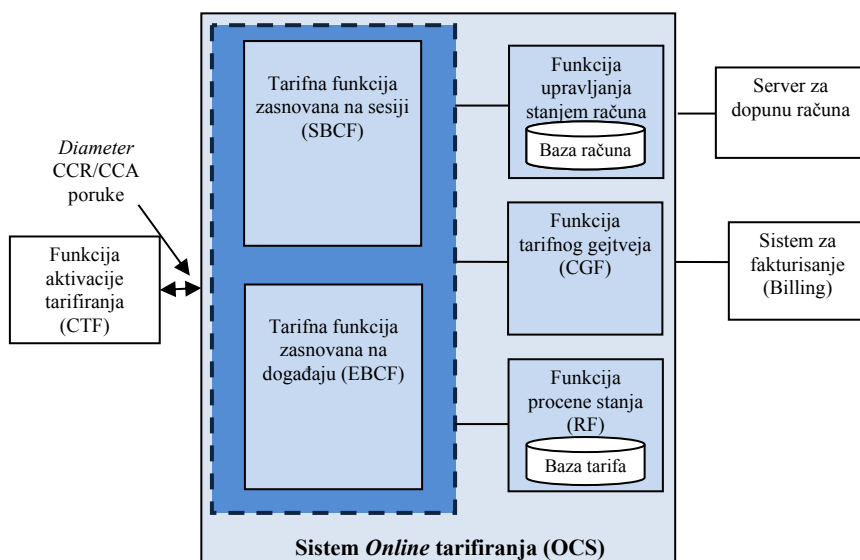 Diameter
CCR/CCA
poruke
Funkcija
aktivacije
tarifiranja
(CTF)
Tarifna funkcija
zasnovana na
sesiji
(SBCF)
Tarifna funkcija
zasnovana na
događaju (EBCF)
Funkcija
upravljanja
stanjem računa
Baza računa
Funkcija
tarifnog gejtveja
(CGF)
Funkcija
procene stanja
(RF)
Baza tarifa
Server za
dopunu računa
Sistem za
fakturisanje
(Billing)
Sistem Online tarifiranja (OCS)